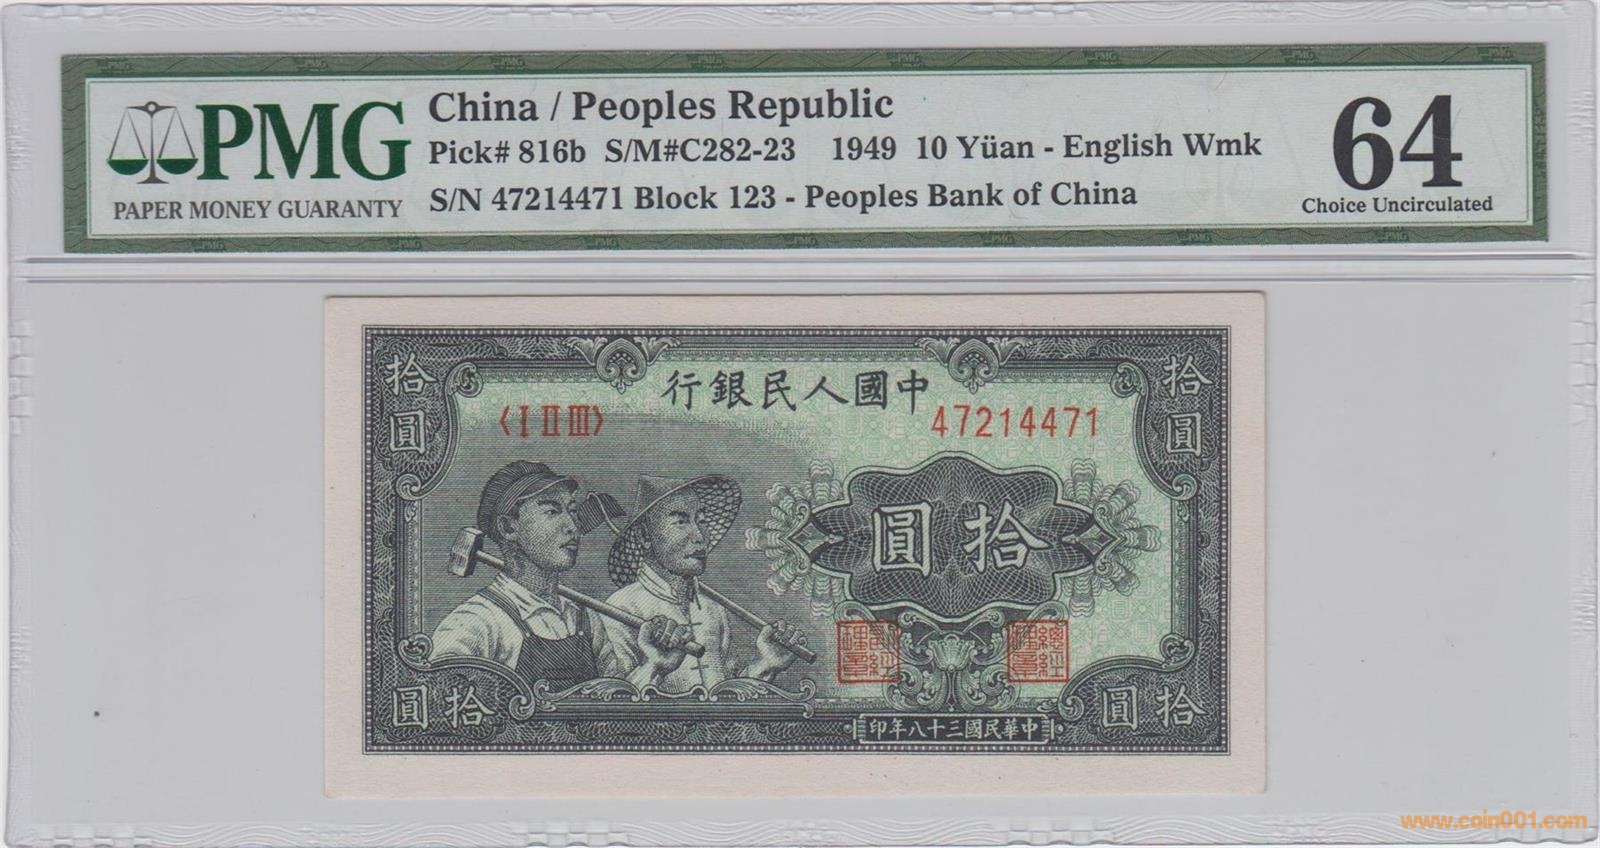 PMG
PAPER MONEY GUARANTY
China / Peoples Republic
Pick# 816b S/M#C282-23 1949 10 Yüan - English Wmk
S/N 47214471 Block 123 - Peoples Bank of China
64
Choice Uncirculated
行銀民人國中
拾圓
拾圓
〈I II III〉
47214471
圓拾
圓拾
圓拾
印年八十三國民華中
www.coin001.com